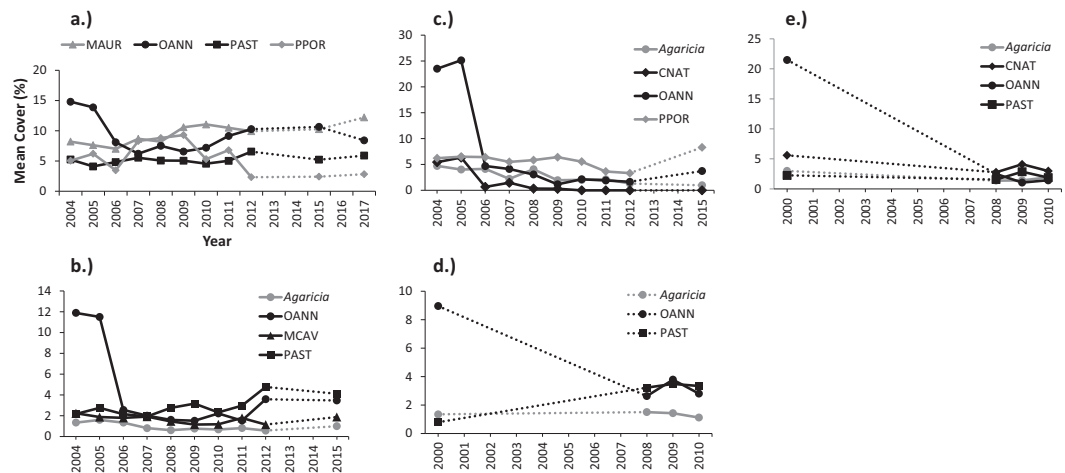 a.)
MAUR OANN PAST PPOR
Mean Cover (%)
20
15
10
5
0
2004 2005 2006 2007 2008 2009 2010 2011 2012 2013 2014 2015 2016 2017
Year
b.)
14
12
10
8
6
4
2
0
Agaricia
OANN
MCAV
PAST
2004 2005 2006 2007 2008 2009 2010 2011 2012 2013 2014 2015
c.)
30
25
20
15
10
5
0
Agaricia
CNAT
OANN
PPOR
2004 2005 2006 2007 2008 2009 2010 2011 2012 2013 2014 2015
d.)
10
8
6
4
2
0
Agaricia
OANN
PAST
2000 2001 2002 2003 2004 2005 2006 2007 2008 2009 2010
e.)
25
20
15
10
5
0
Agaricia
CNAT
OANN
PAST
2000 2001 2002 2003 2004 2005 2006 2007 2008 2009 2010